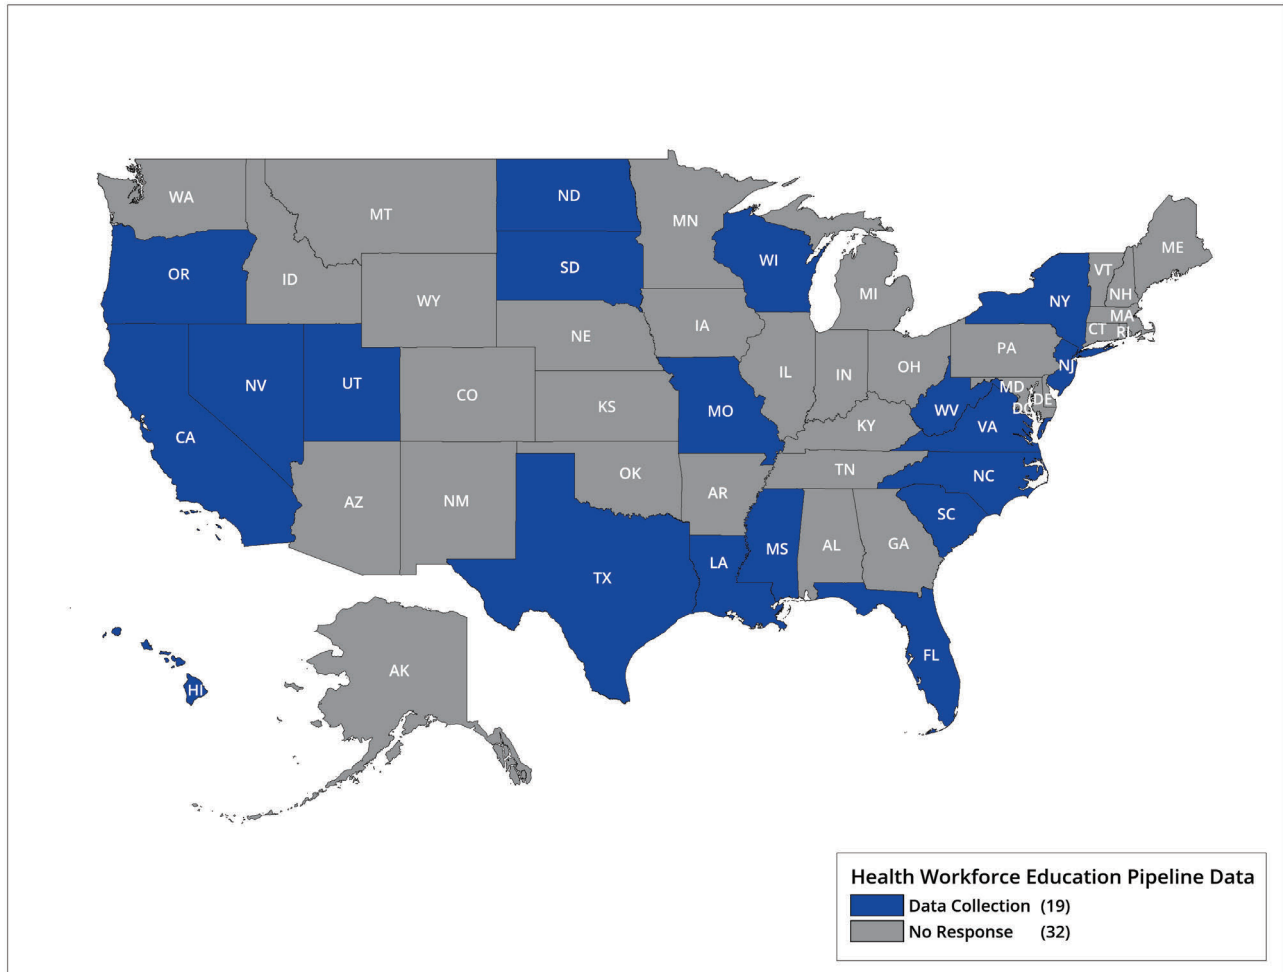 WA
MT
ND
MN
ME
OR
ID
SD
WI
VT
WY
MI
NY
NH
MA
NE
IA
CT
RI
PA
NV
UT
CO
IL
IN
OH
NJ
MD
DE
KS
MO
WV
DC
CA
KY
VA
AZ
NM
OK
AR
TN
NC
SC
TX
LA
MS
AL
GA
FL
HI
AK
Health Workforce Education Pipeline Data
Data Collection (19)
No Response (32)